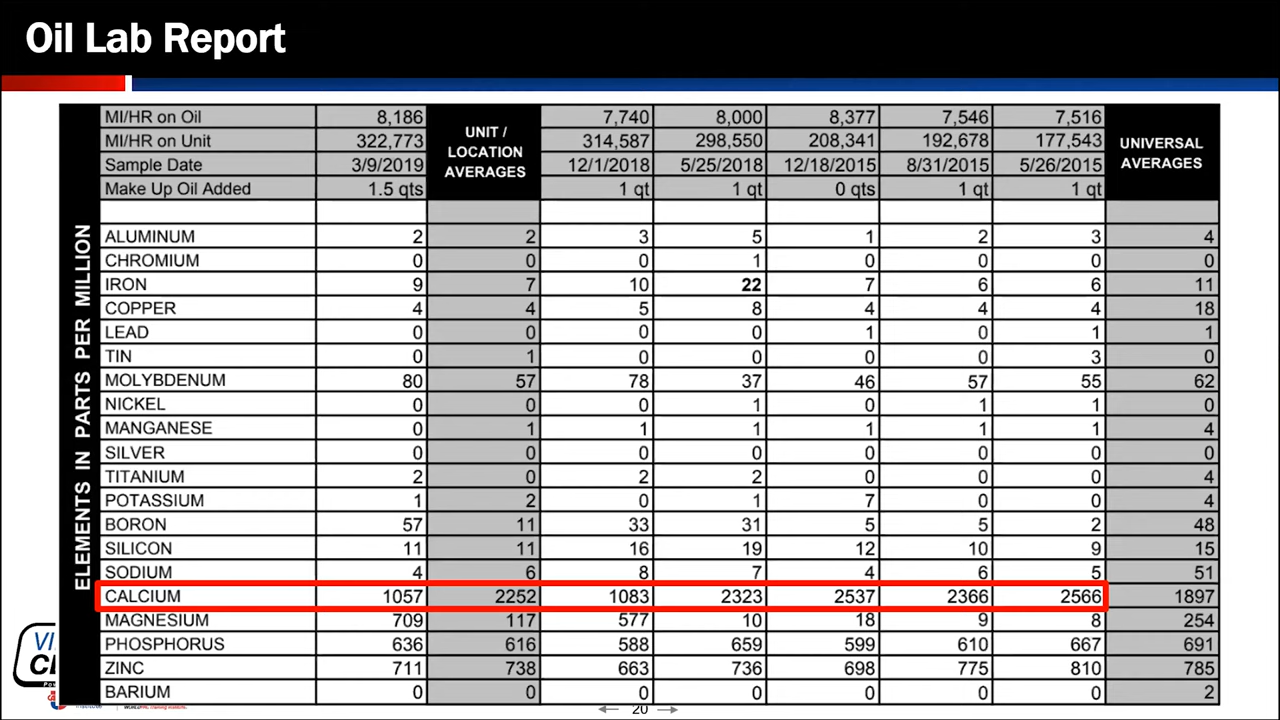 Oil Lab Report
MI/HR on Oil 8,186 UNIT / LOCATION AVERAGES 7,740 8,000 8,377 7,546 7,516 UNIVERSAL AVERAGES
MI/HR on Unit 322,773 314,587 298,550 208,341 192,678 177,543
Sample Date 3/9/2019 12/1/2018 5/25/2018 12/18/2015 8/31/2015 5/26/2015
Make Up Oil Added 1.5 qts 1 qt 1 qt 0 qts 1 qt 1 qt
ELEMENTS IN PARTS PER MILLION
ALUMINUM 2 2 3 5 1 2 3 4
CHROMIUM 0 0 0 1 0 0 0 0
IRON 9 7 10 22 7 6 6 11
COPPER 4 4 5 8 4 4 4 18
LEAD 0 0 0 0 1 0 1 1
TIN 0 1 0 0 0 0 3 0
MOLYBDENUM 80 57 78 37 46 57 55 62
NICKEL 0 0 0 1 0 1 1 0
MANGANESE 0 1 1 1 1 1 1 4
SILVER 0 0 0 0 0 0 0 0
TITANIUM 2 0 2 2 0 0 0 4
POTASSIUM 1 2 0 1 7 0 0 4
BORON 57 11 33 31 5 5 2 48
SILICON 11 11 16 19 12 10 9 15
SODIUM 4 6 8 7 4 6 5 51
CALCIUM 1057 2252 1083 2323 2537 2366 2566 1897
MAGNESIUM 709 117 577 10 18 9 8 254
PHOSPHORUS 636 616 588 659 599 610 667 691
ZINC 711 738 663 736 698 775 810 785
BARIUM 0 0 0 0 0 0 0 2
20